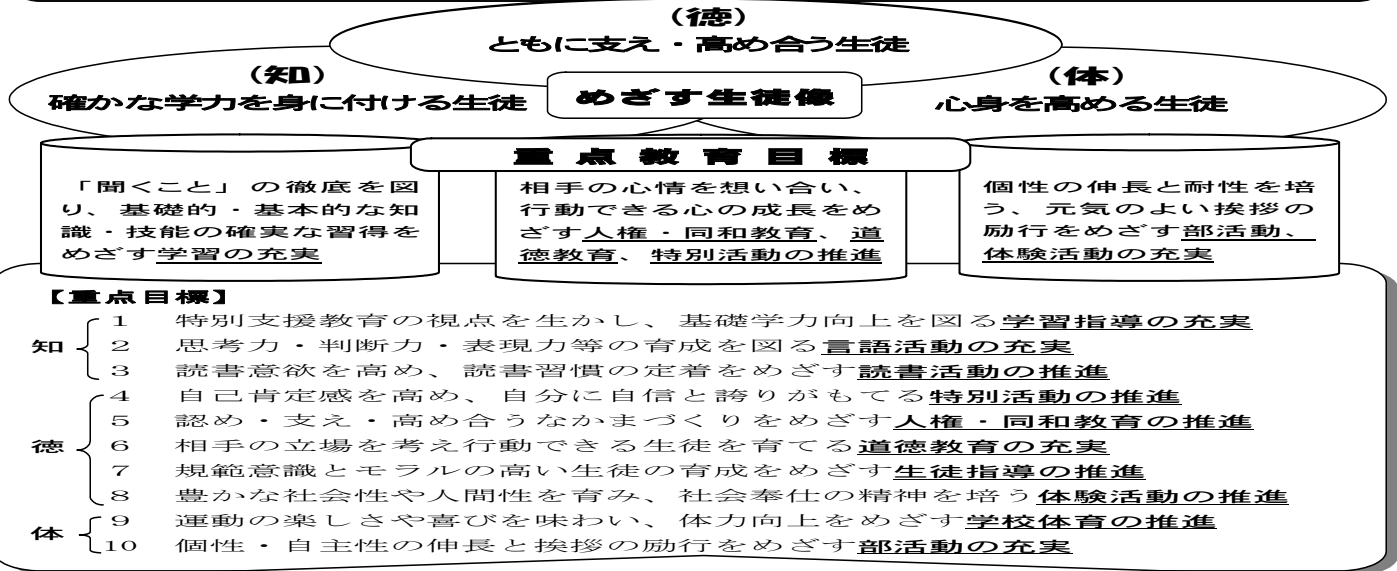 （徳）
ともに支え・高め合う生徒
（知）
確かな学力を身に付ける生徒
めざす生徒像
（体）
心身を高める生徒
重点教育目標
「聞くこと」の徹底を図
り、基礎的・基本的な知
識・技能の確実な習得を
めざす学習の充実
相手の心情を想い合い、
行動できる心の成長をめ
ざす人権・同和教育、道
徳教育、特別活動の推進
個性の伸長と耐性を培
う、元気のよい挨拶の
励行をめざす部活動、
体験活動の充実
【重点目標】
知
1 特別支援教育の視点を生かし、基礎学力向上を図る学習指導の充実
2 思考力・判断力・表現力等の育成を図る言語活動の充実
3 読書意欲を高め、読書習慣の定着をめざす読書活動の推進
徳
4 自己肯定感を高め、自分に自信と誇りがもてる特別活動の推進
5 認め・支え・高め合うなかまづくりをめざす人権・同和教育の推進
6 相手の立場を考え行動できる生徒を育てる道徳教育の充実
7 規範意識とモラルの高い生徒の育成をめざす生徒指導の推進
8 豊かな社会性や人間性を育み、社会奉仕の精神を培う体験活動の推進
体
9 運動の楽しさや喜びを味わい、体力向上をめざす学校体育の推進
10 個性・自主性の伸長と挨拶の励行をめざす部活動の充実